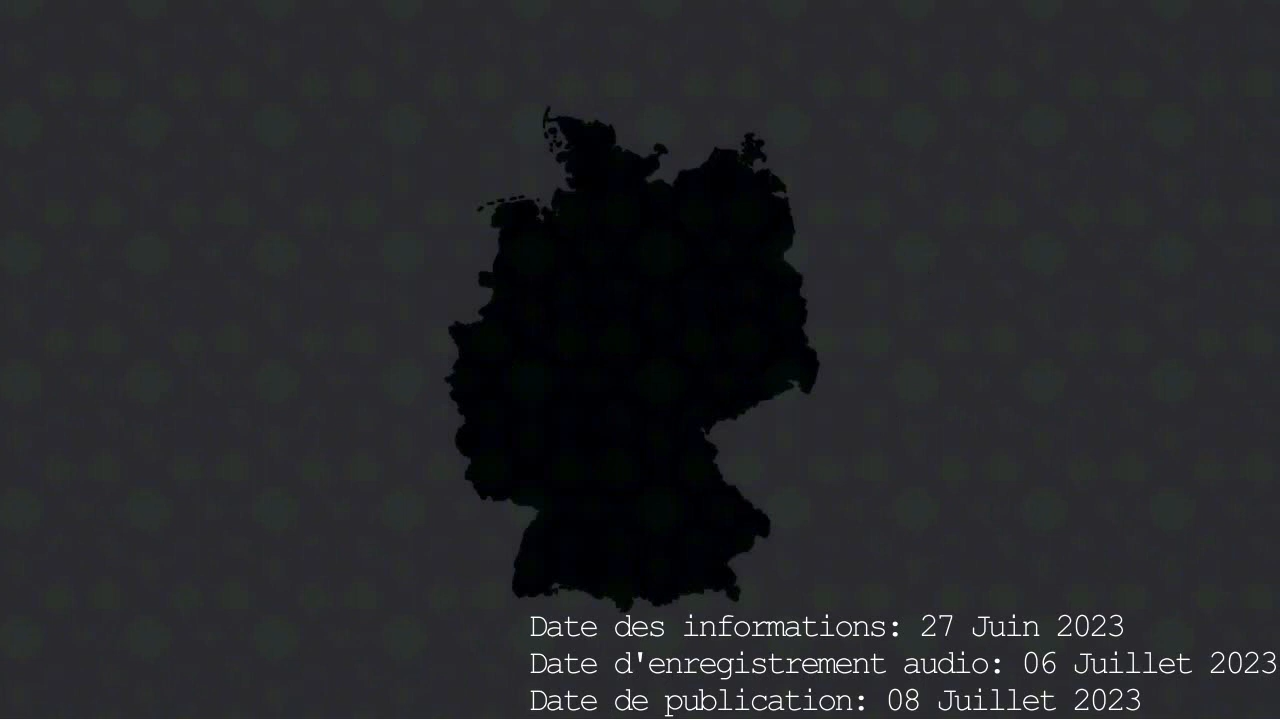 Date des informations: 27 Juin 2023
Date d'enregistrement audio: 06 Juillet 2023
Date de publication: 08 Juillet 2023